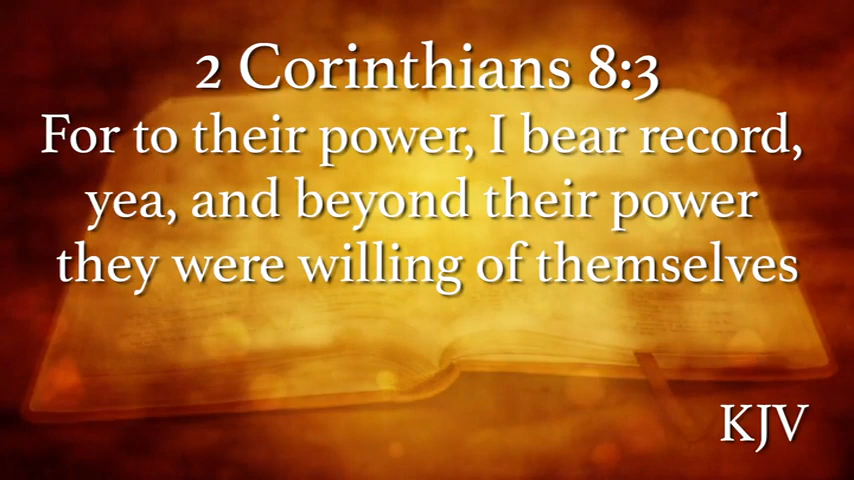 2 Corinthians 8:3
For to their power, I bear record,
yea, and beyond their power
they were willing of themselves
KJV